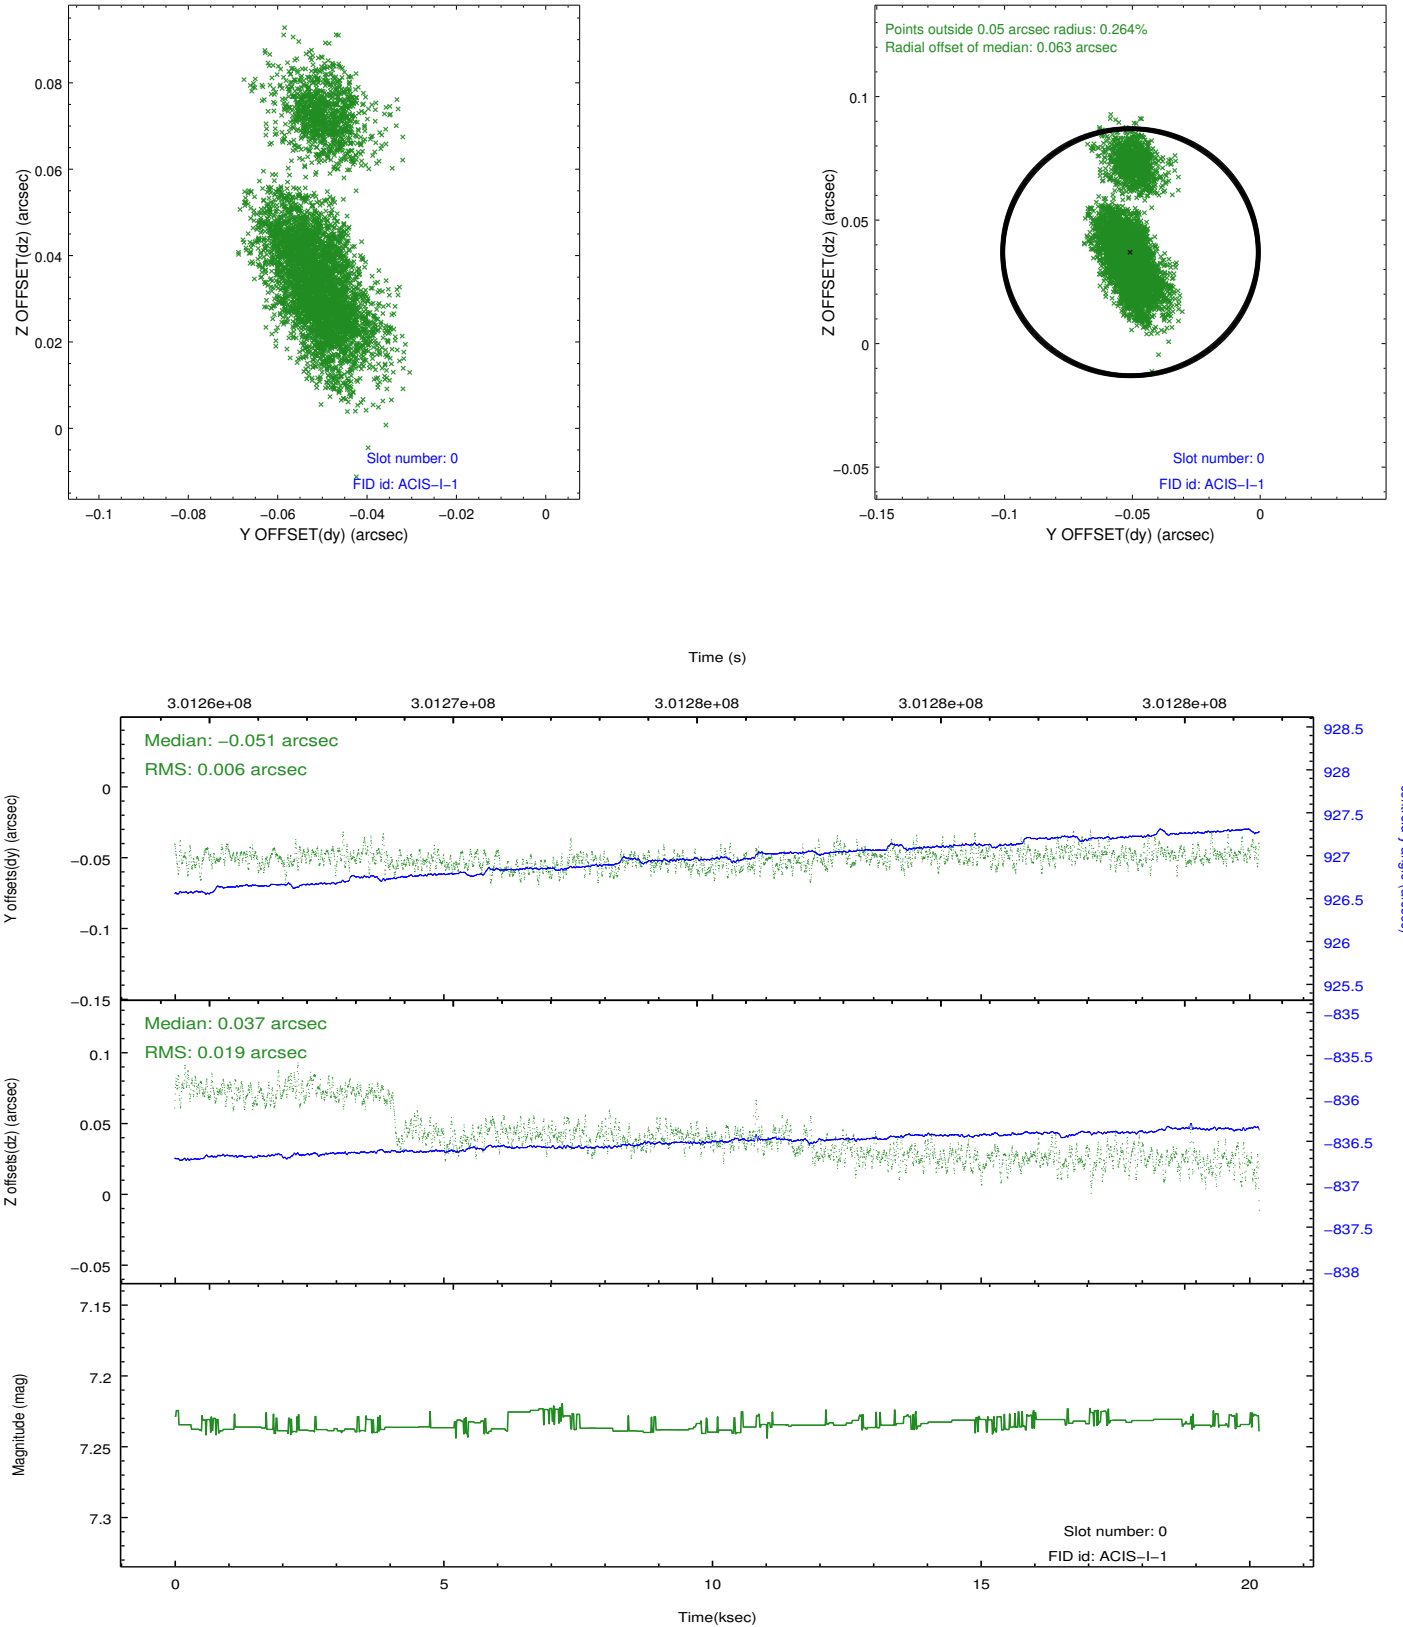 0.08
0.06
0.04
0.02
0
Z OFFSET(dz) (arcsec)
Slot number: 0
FID id: ACIS−I−1
−0.1
−0.08
−0.06
−0.04
−0.02
0
Y OFFSET(dy) (arcsec)
Points outside 0.05 arcsec radius: 0.264%
Radial offset of median: 0.063 arcsec
0.1
0.05
0
−0.05
Z OFFSET(dz) (arcsec)
Slot number: 0
FID id: ACIS−I−1
−0.15
−0.1
−0.05
0
Y OFFSET(dy) (arcsec)
Time (s)
3.0126e+08
3.0127e+08
3.0128e+08
3.0128e+08
3.0128e+08
Median: −0.051 arcsec
RMS: 0.006 arcsec
0
−0.05
−0.1
−0.15
Y offsets(dy) (arcsec)
928.5
928
927.5
927
926.5
926
925.5
Median: 0.037 arcsec
RMS: 0.019 arcsec
0.1
0.05
0
−0.05
Z offsets(dz) (arcsec)
−835
−835.5
−836
−836.5
−837
−837.5
−838
7.15
7.2
7.25
7.3
Magnitude (mag)
Slot number: 0
FID id: ACIS−I−1
0
5
10
15
20
Time(ksec)